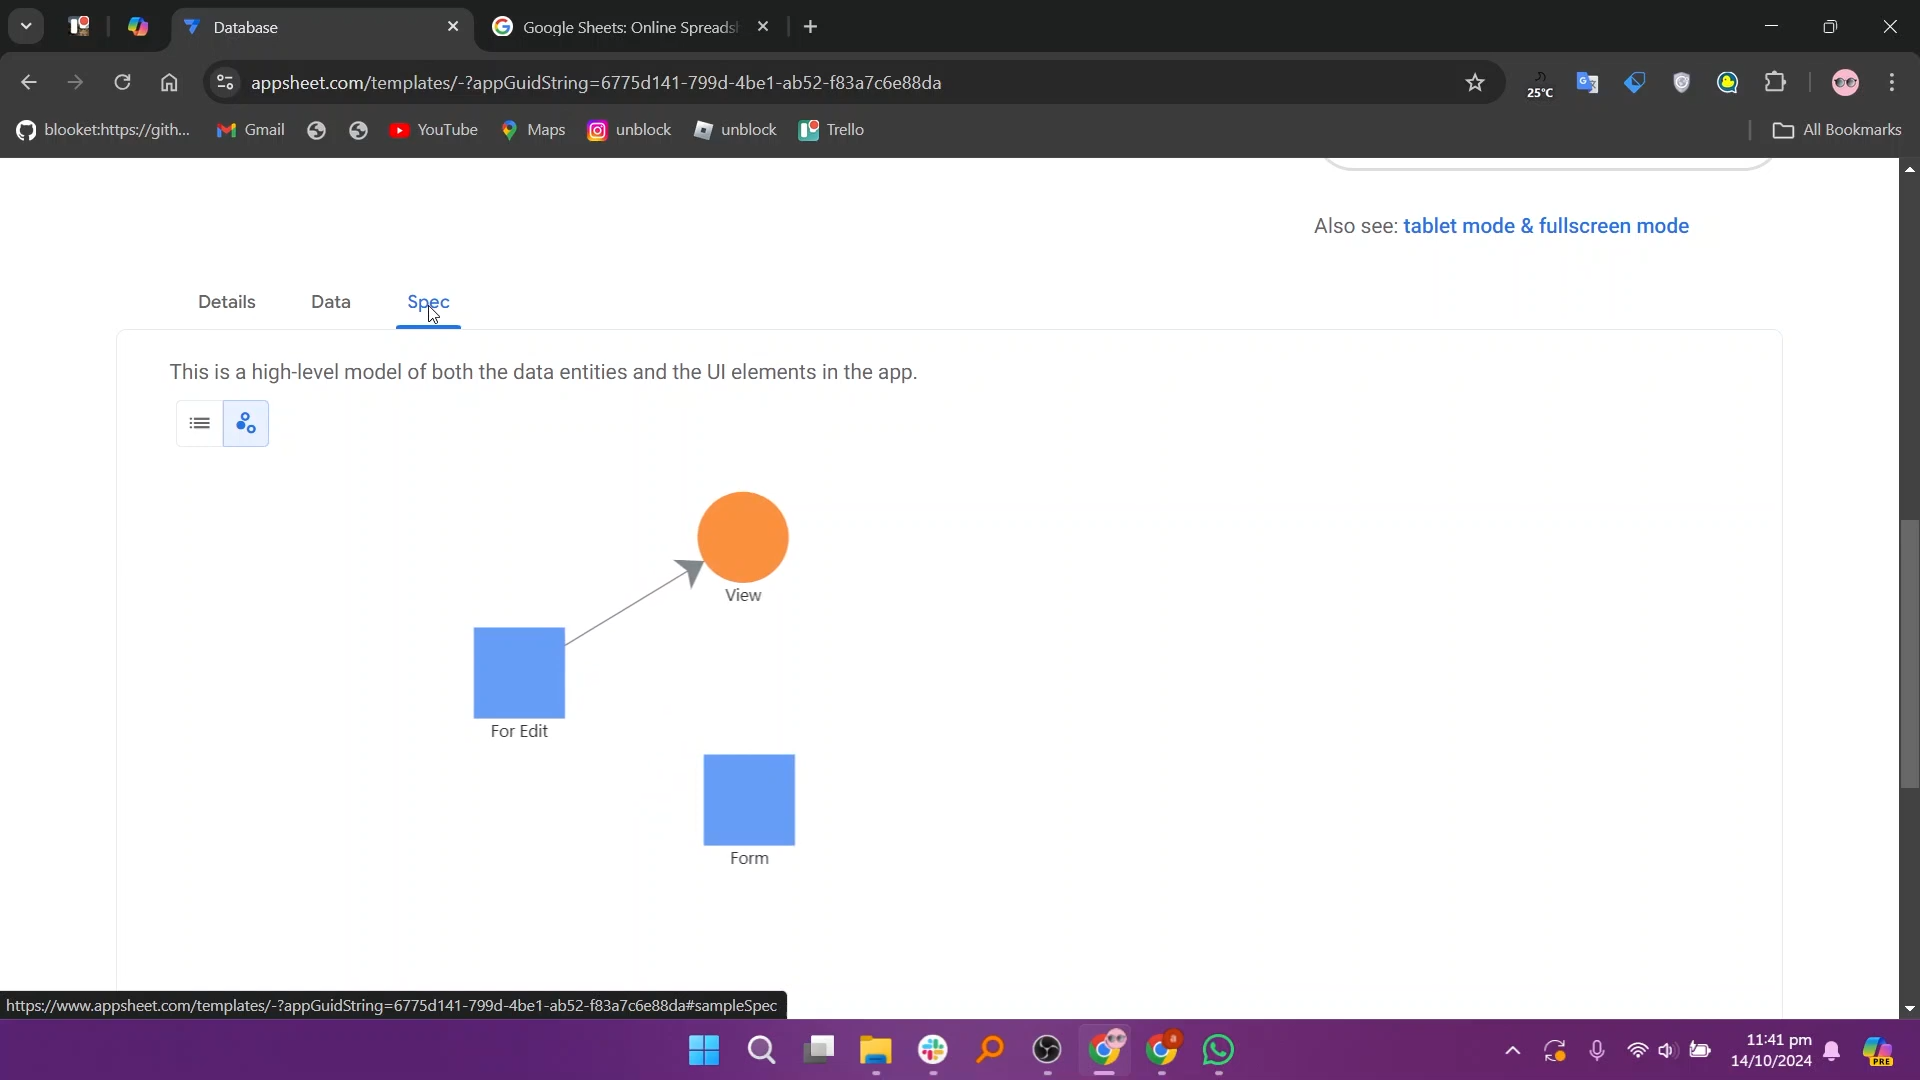 Database
Google Sheets: Online Spreads
appsheet.com/templates/-?appGuidString=6775d141-799d-4be1-ab52-f83a7c6e88da
25°C
blooket:https://gith...
Gmail
YouTube
Maps
unblock
unblock
Trello
All Bookmarks
Also see: tablet mode & fullscreen mode
Details
Data
Spec
This is a high-level model of both the data entities and the UI elements in the app.
View
For Edit
Form
https://www.appsheet.com/templates/-?appGuidString=6775d141-799d-4be1-ab52-f83a7c6e88da#sampleSpec
11:41 pm
14/10/2024
PRE